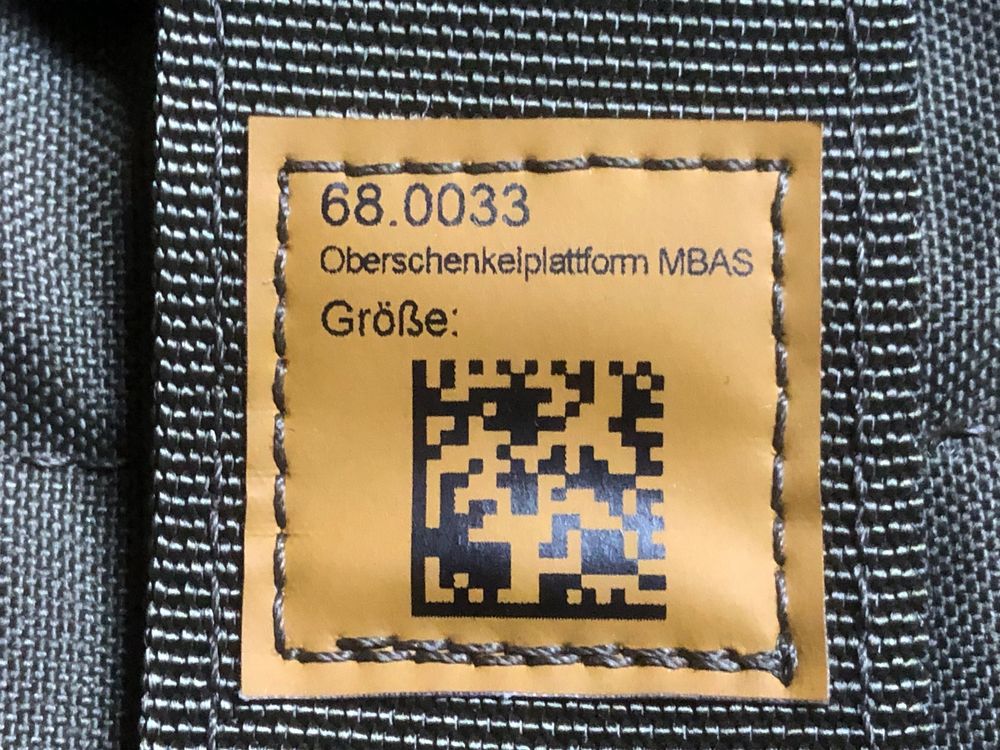 68.0033
Oberschenkelplattform MBAS
Größe: